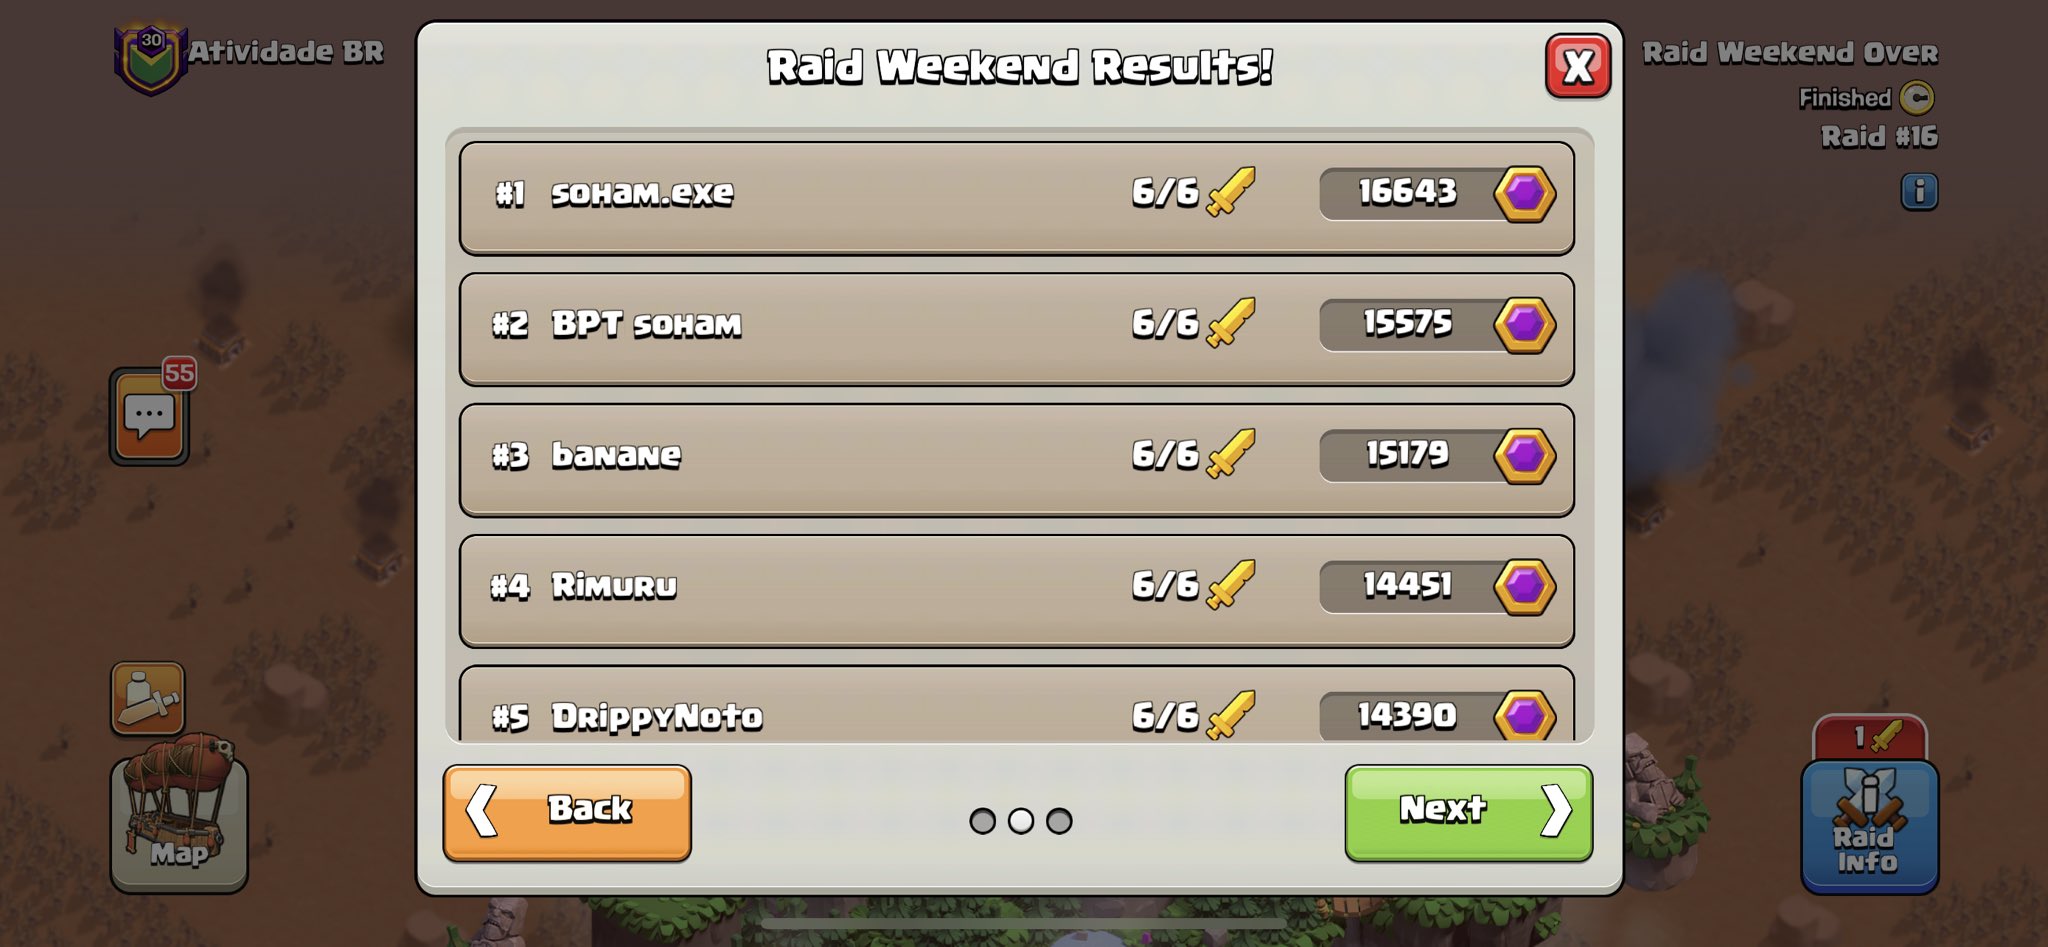 30
Atividade BR
Raid Weekend Results!
X
Raid Weekend Over
Finished
Raid #16
i
#1 soham.exe 6/6 16643
#2 BPT soham 6/6 15575
#3 banane 6/6 15179
#4 Rimuru 6/6 14451
#5 DrippyNoto 6/6 14390
55
Map
Back
Next
1
Raid
Info